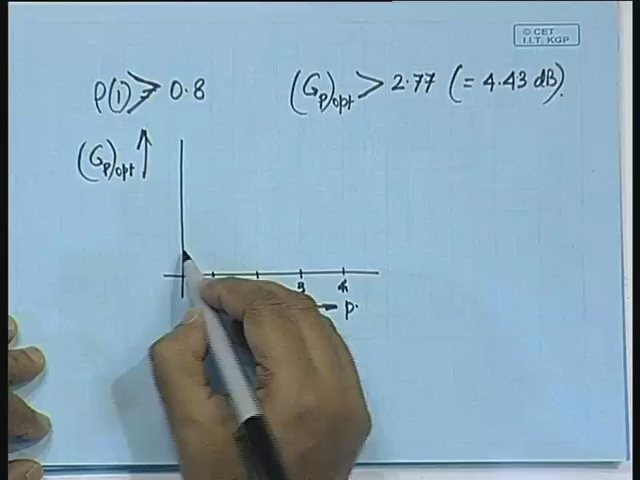 © CET
I.I.T, KGP
ρ(1) ≥ 0.8 (Gp)opt > 2.77 (= 4.43 dB).
(Gp)opt ↑
3 4
→ p.